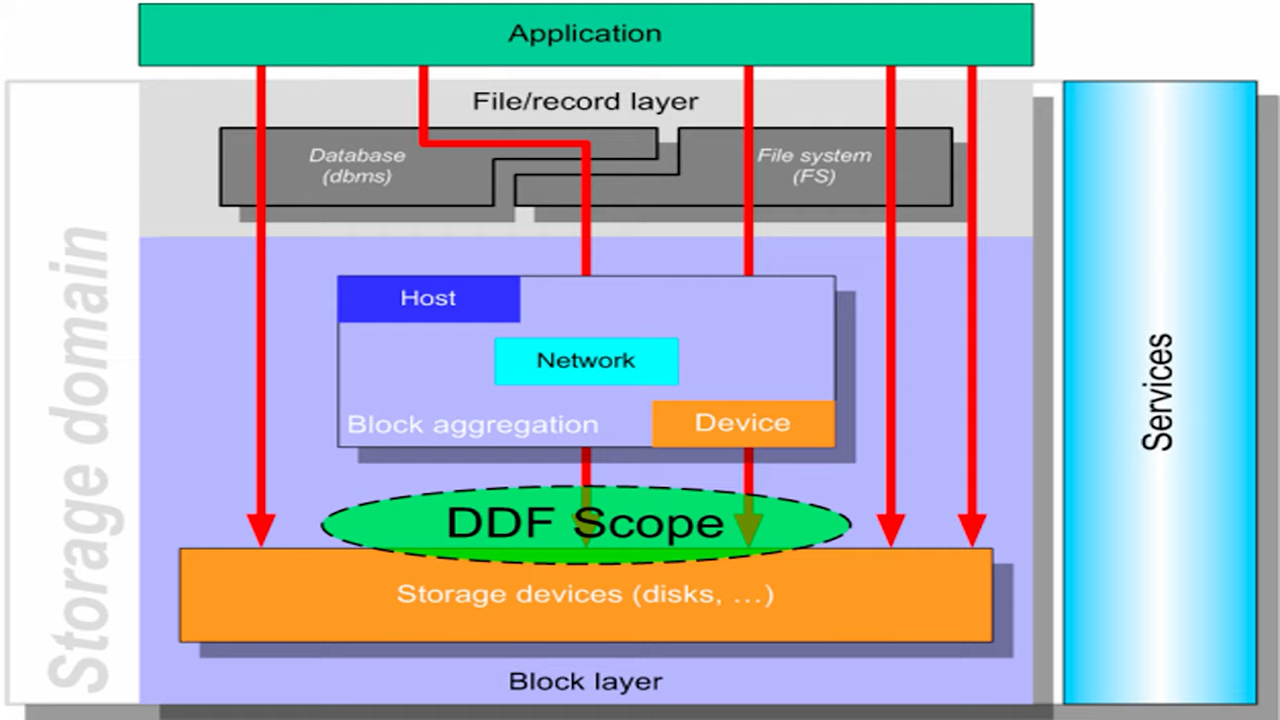 Application
File/record layer
Database
(dbms)
File system
(FS)
Host
Network
Block aggregation
Device
DDF Scope
Storage devices (disks, …)
Block layer
Storage domain
Services